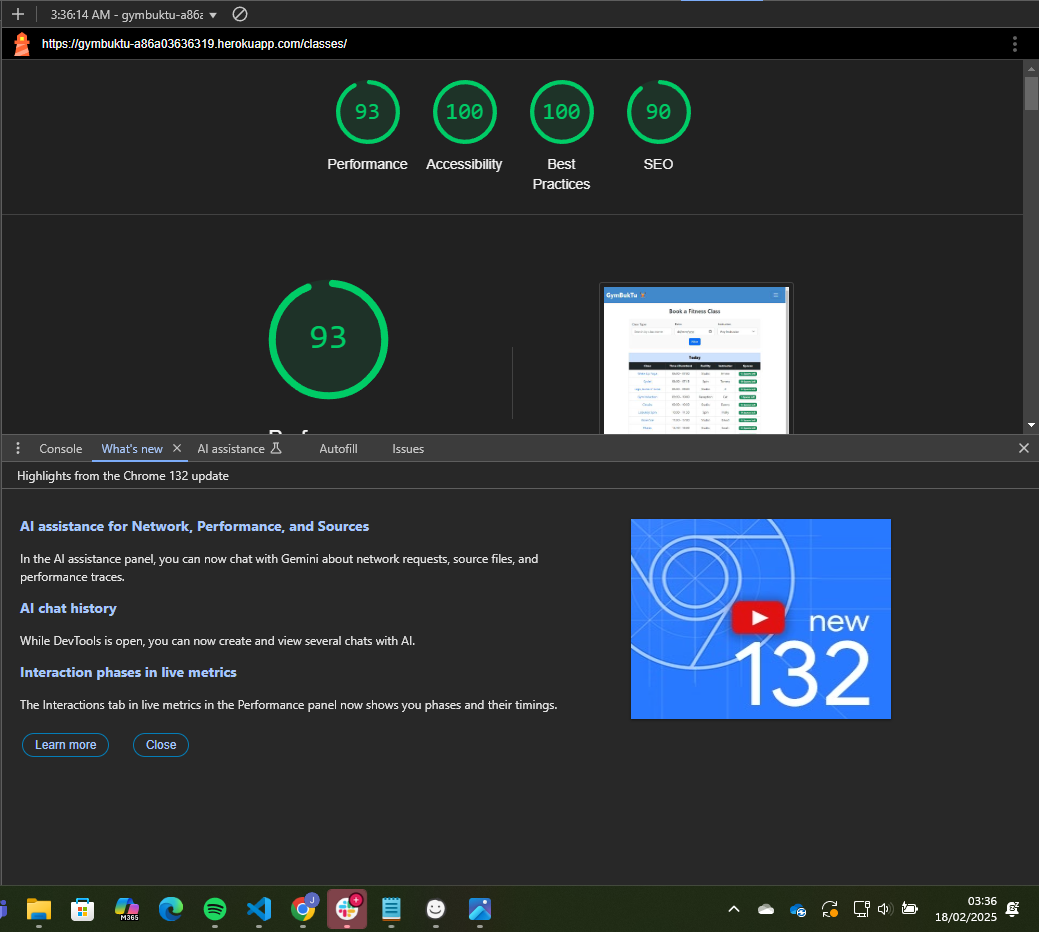 3:36:14 AM - gymbuktu-a86a
https://gymbuktu-a86a03636319.herokuapp.com/classes/
93
100
100
90
Performance
Accessibility
Best
Practices
SEO
93
GymBukTu
Book a Fitness Class
Today
Console
What's new
AI assistance
Autofill
Issues
Highlights from the Chrome 132 update
AI assistance for Network, Performance, and Sources
In the AI assistance panel, you can now chat with Gemini about network requests, source files, and
performance traces.
AI chat history
While DevTools is open, you can now create and view several chats with AI.
Interaction phases in live metrics
The Interactions tab in live metrics in the Performance panel now shows you phases and their timings.
Learn more
Close
new
132
M365
J
03:36
18/02/2025